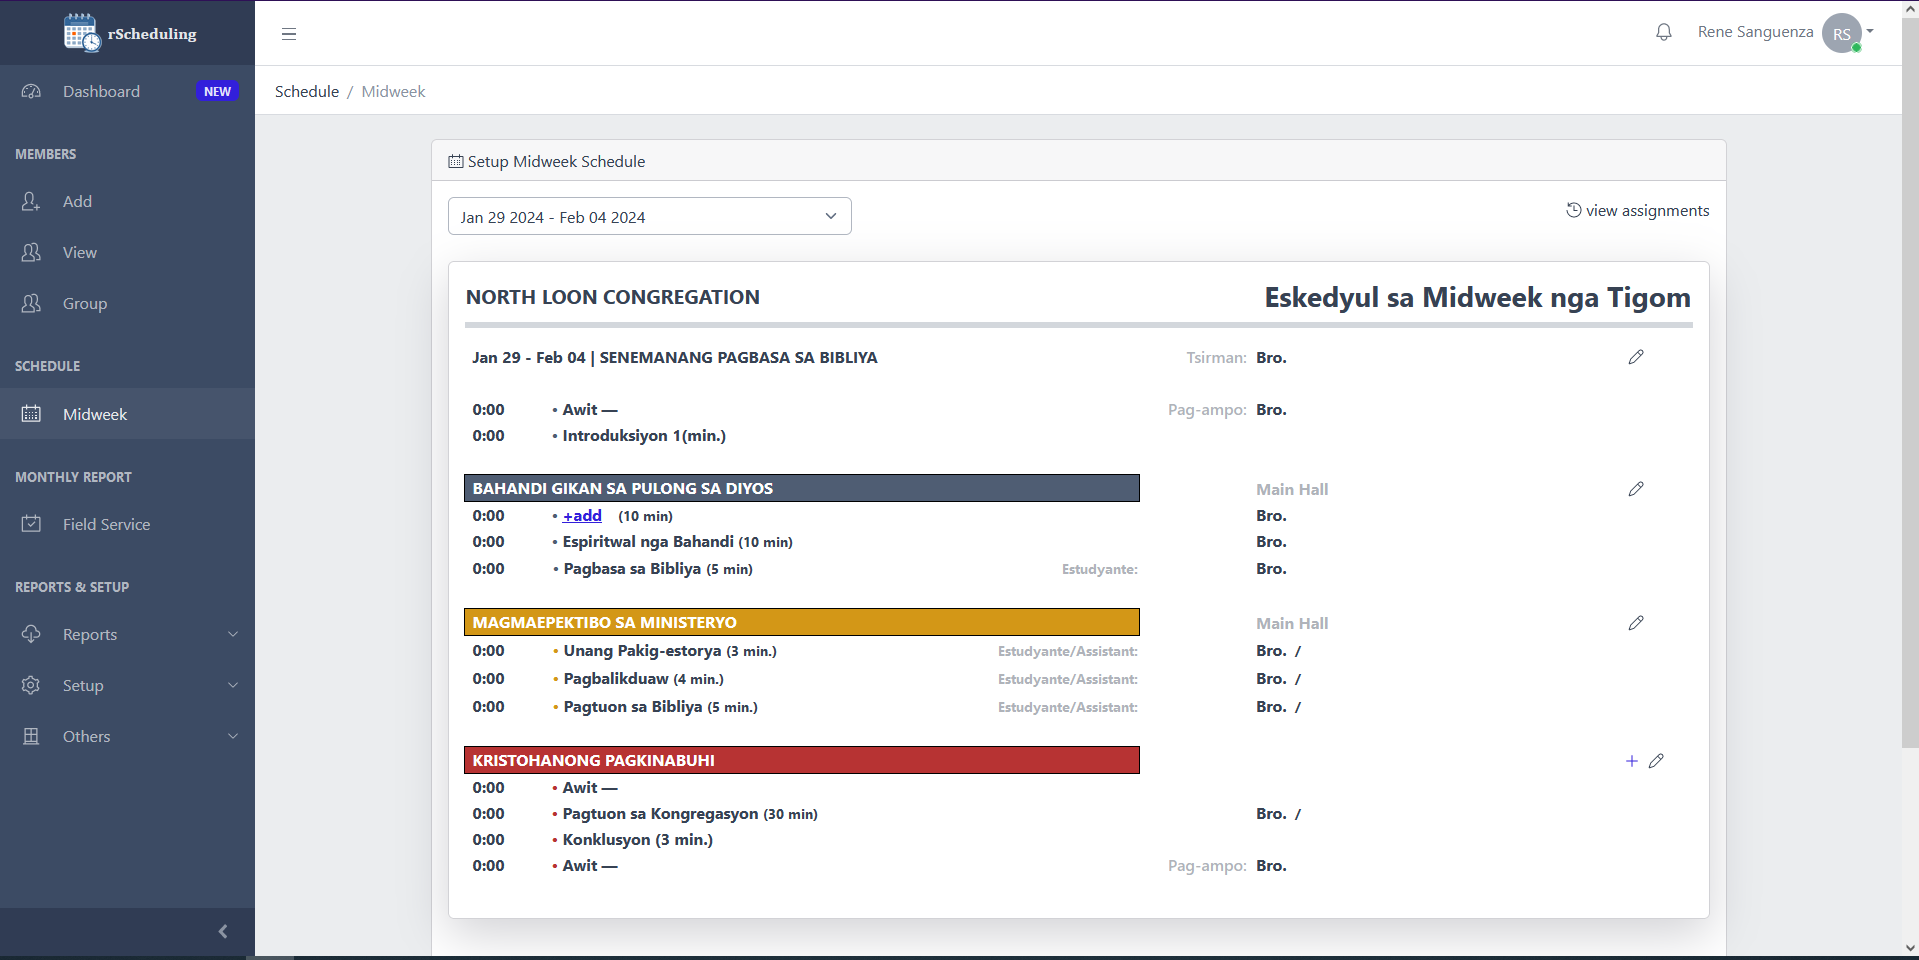 rScheduling
Rene Sanguenza
RS
Dashboard NEW
Schedule / Midweek
MEMBERS
Add
View
Group
SCHEDULE
Midweek
MONTHLY REPORT
Field Service
REPORTS & SETUP
Reports
Setup
Others
Setup Midweek Schedule
Jan 29 2024 - Feb 04 2024
view assignments
NORTH LOON CONGREGATION
Eskedyul sa Midweek nga Tigom
Jan 29 - Feb 04 | SENEMANANG PAGBASA SA BIBLIYA Tsirman: Bro.
0:00 • Awit — Pag-ampo: Bro.
0:00 • Introduksiyon 1(min.)
BAHANDI GIKAN SA PULONG SA DIYOS Main Hall
0:00 • +add (10 min) Bro.
0:00 • Espiritwal nga Bahandi (10 min) Bro.
0:00 • Pagbasa sa Bibliya (5 min) Estudyante: Bro.
MAGMAEPEKTIBO SA MINISTERYO Main Hall
0:00 • Unang Pakig-estorya (3 min.) Estudyante/Assistant: Bro. /
0:00 • Pagbalikduaw (4 min.) Estudyante/Assistant: Bro. /
0:00 • Pagtuon sa Bibliya (5 min.) Estudyante/Assistant: Bro. /
KRISTOHANONG PAGKINABUHI
0:00 • Awit —
0:00 • Pagtuon sa Kongregasyon (30 min) Bro. /
0:00 • Konklusyon (3 min.)
0:00 • Awit — Pag-ampo: Bro.